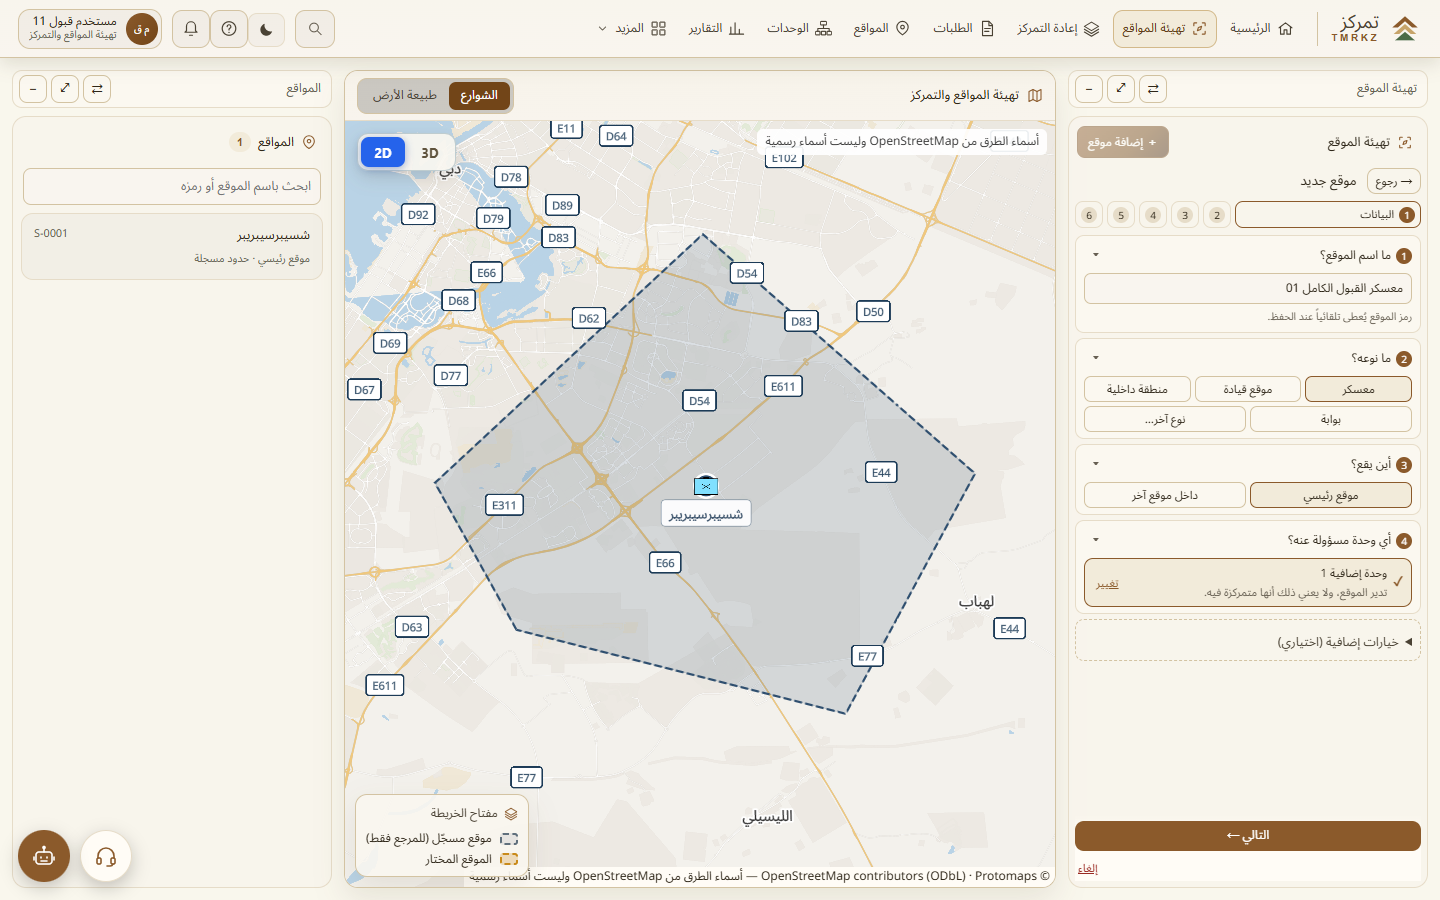 تمركز
TMRKZ
الرئيسية
تهيئة المواقع
إعادة التمركز
الطلبات
المواقع
الوحدات
التقارير
المزيد
م ق
مستخدم قبول 11
تهيئة المواقع والتمركز
تهيئة الموقع
تهيئة الموقع
+ إضافة موقع
رجوع
موقع جديد
1 البيانات
2
3
4
5
6
1 ما اسم الموقع؟
معسكر القبول الكامل 01
رمز الموقع يُعطى تلقائياً عند الحفظ.
2 ما نوعه؟
معسكر
موقع قيادة
منطقة داخلية
بوابة
نوع آخر...
3 أين يقع؟
موقع رئيسي
داخل موقع آخر
4 أي وحدة مسؤولة عنه؟
وحدة إضافية 1
تدير الموقع، ولا يعني ذلك أنها متمركزة فيه.
تغيير
خيارات إضافية (اختياري)
التالي
إلغاء
تهيئة المواقع والتمركز
الشوارع
طبيعة الأرض
أسماء الطرق من OpenStreetMap وليست أسماء رسمية
2D
3D
دبي
E11
D64
E102
D78
D92
D79
D89
D83
E66
D54
D68
D62
D83
D50
D69
D77
D67
E611
D54
E44
E311
شسيبرسيبريبر
E66
لهباب
D63
E44
E77
E611
E77
الليسيلي
مفتاح الخريطة
موقع مسجّل (للمرجع فقط)
الموقع المختار
© OpenStreetMap contributors (ODbL) · Protomaps — أسماء الطرق من OpenStreetMap وليست أسماء رسمية
المواقع
المواقع
1
ابحث باسم الموقع أو رمزه
شسيبرسيبريبر
S-0001
موقع رئيسي · حدود مسجلة